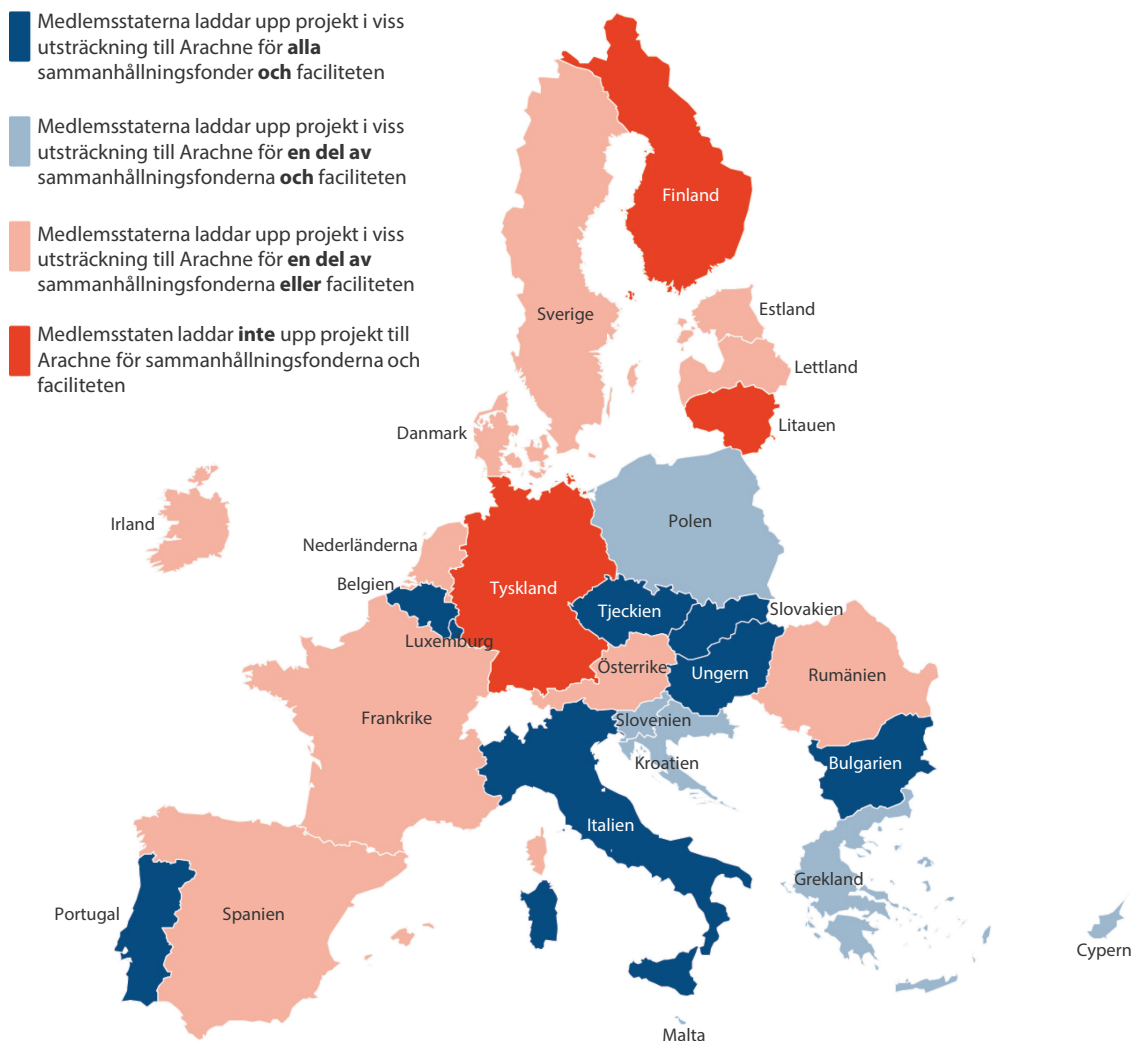 Medlemsstaterna laddar upp projekt i viss
utsträckning till Arachne för alla
sammanhållningsfonder och faciliteten
Medlemsstaterna laddar upp projekt i viss
utsträckning till Arachne för en del av
sammanhållningsfonderna och faciliteten
Medlemsstaterna laddar upp projekt i viss
utsträckning till Arachne för en del av
sammanhållningsfonderna eller faciliteten
Medlemsstaten laddar inte upp projekt till
Arachne för sammanhållningsfonderna och
faciliteten
Finland
Sverige
Estland
Lettland
Litauen
Danmark
Irland
Polen
Nederländerna
Belgien
Tyskland
Tjeckien
Slovakien
Luxemburg
Österrike
Ungern
Rumänien
Frankrike
Slovenien
Kroatien
Bulgarien
Italien
Grekland
Portugal
Spanien
Cypern
Malta